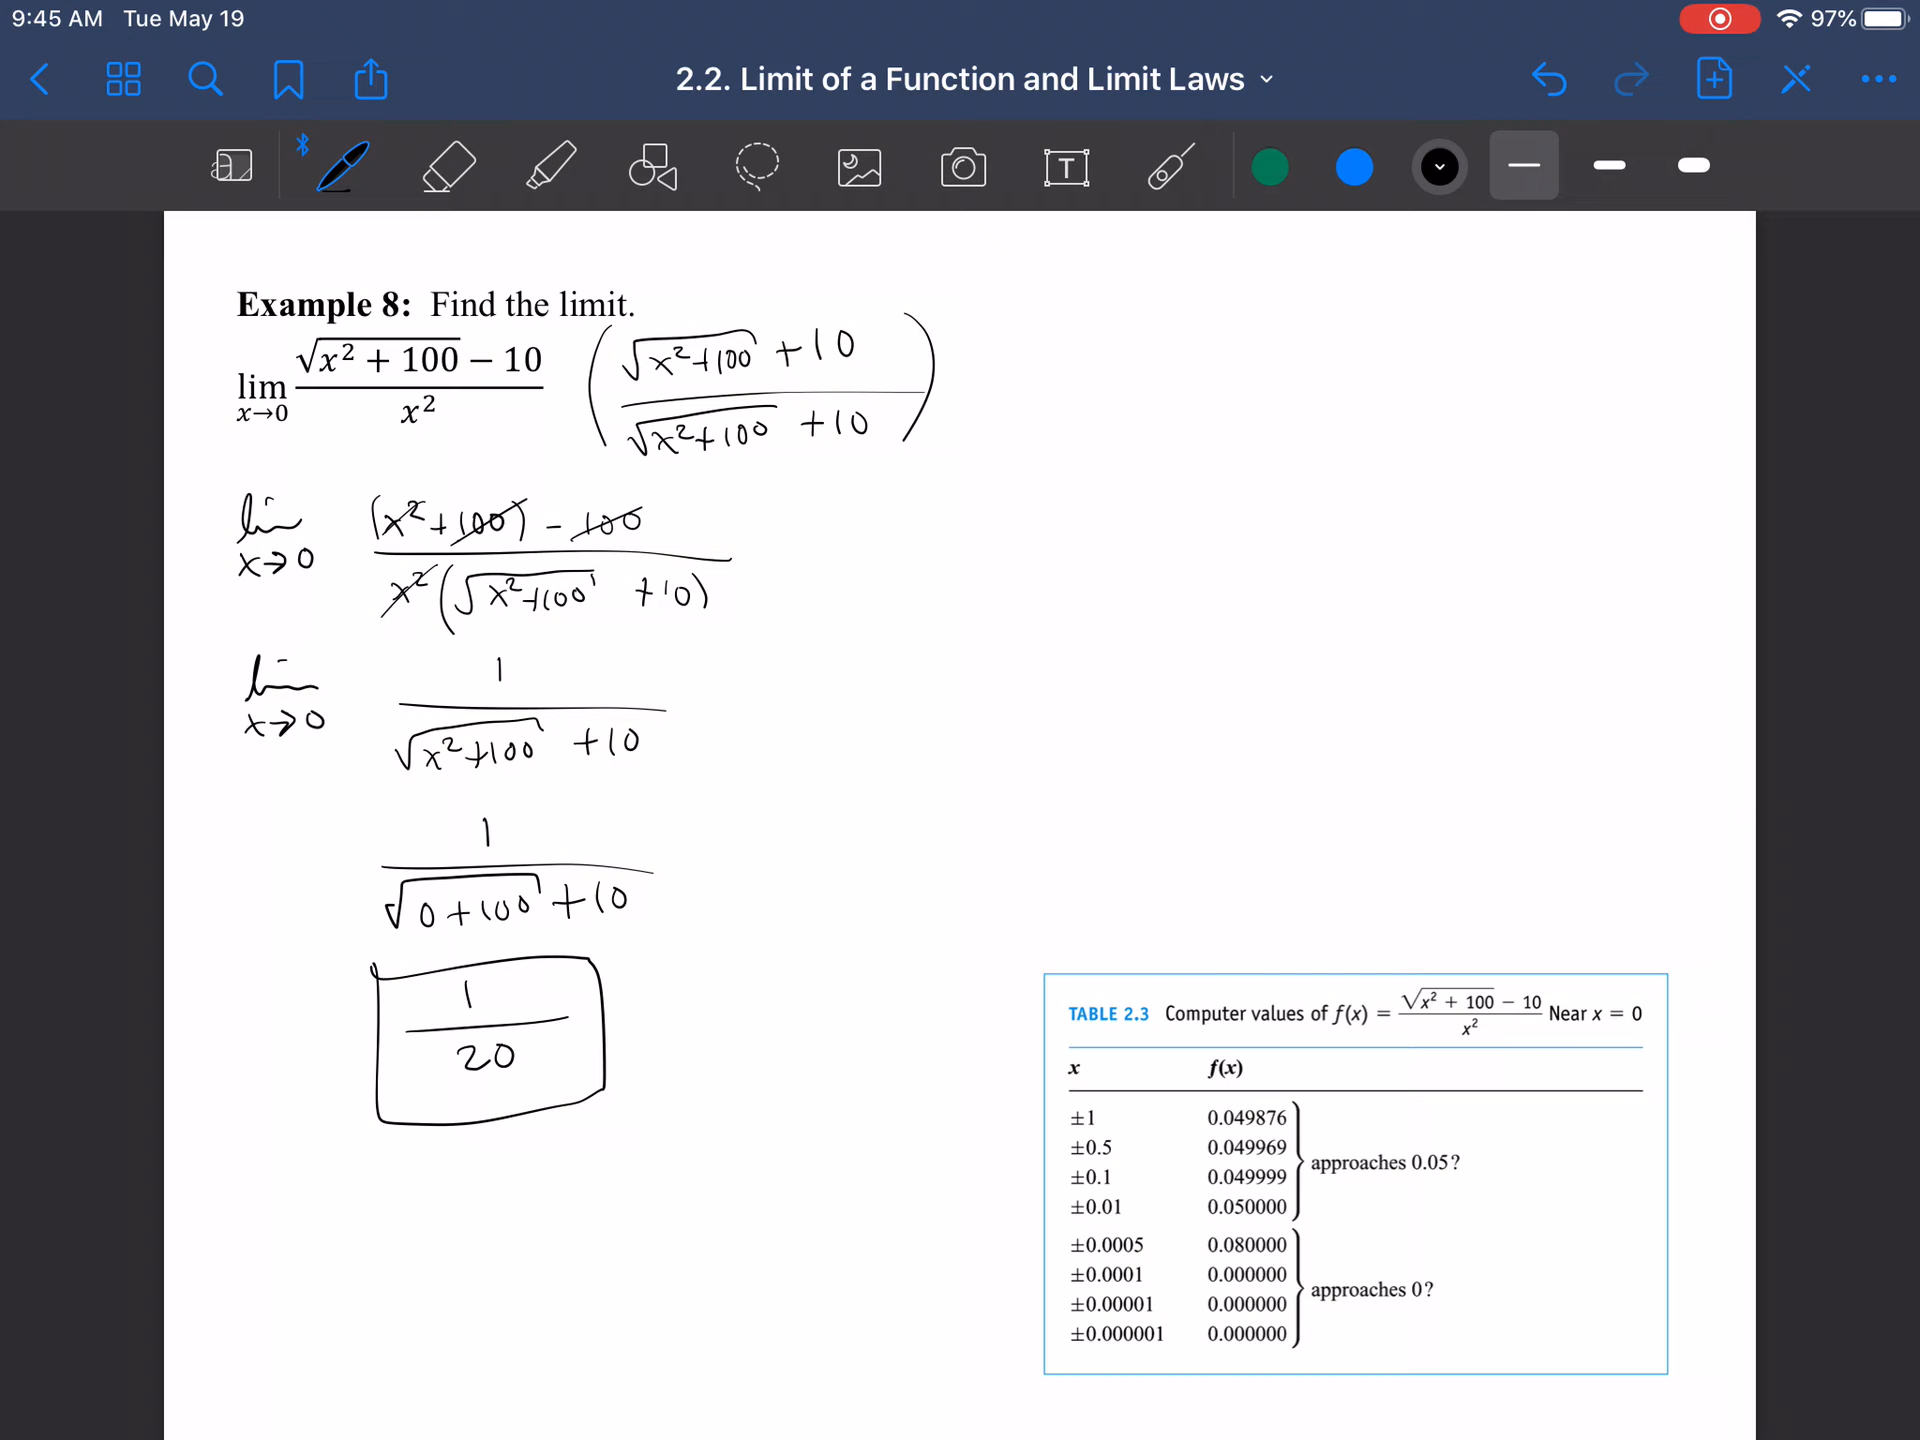 9:45 AM Tue May 19
97%
2.2. Limit of a Function and Limit Laws
T
Example 8: Find the limit.
lim x→0 (√(x² + 100) − 10)/x² ( (√(x²+100) + 10)/(√(x²+100) + 10) )
lim x→0 ((x²+100) − 100)/(x²(√(x²+100) + 10))
lim x→0 1/(√(x²+100) + 10)
1/(√(0+100) + 10)
1/20
TABLE 2.3 Computer values of f(x) = (√(x² + 100) − 10)/x² Near x = 0
x f(x)
±1 0.049876
±0.5 0.049969
approaches 0.05?
±0.1 0.049999
±0.01 0.050000
±0.0005 0.080000
±0.0001 0.000000
approaches 0?
±0.00001 0.000000
±0.000001 0.000000